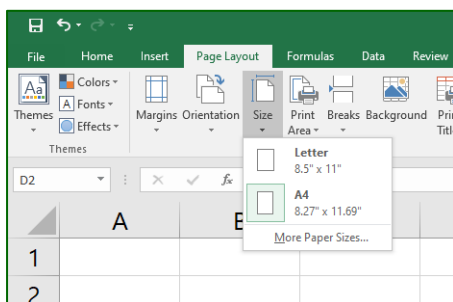 File Home Insert Page Layout Formulas Data Review
Colors
Fonts
Effects
Themes Margins Orientation Size Print Area Breaks Background
Themes
Letter
8.5" x 11"
A4
8.27" x 11.69"
More Paper Sizes...
D2 fx
A
1
2